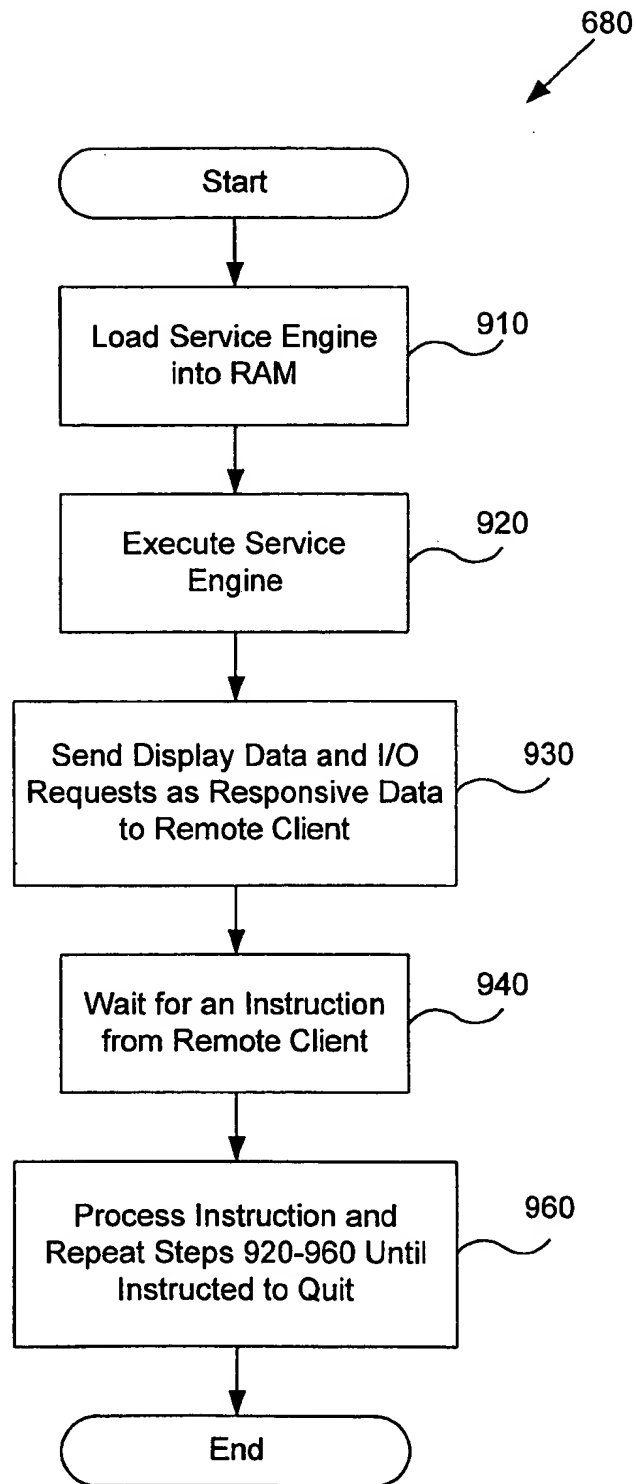 680
Start
Load Service Engine
into RAM
910
Execute Service
Engine
920
Send Display Data and I/O
Requests as Responsive Data
to Remote Client
930
Wait for an Instruction
from Remote Client
940
Process Instruction and
Repeat Steps 920-960 Until
Instructed to Quit
960
End